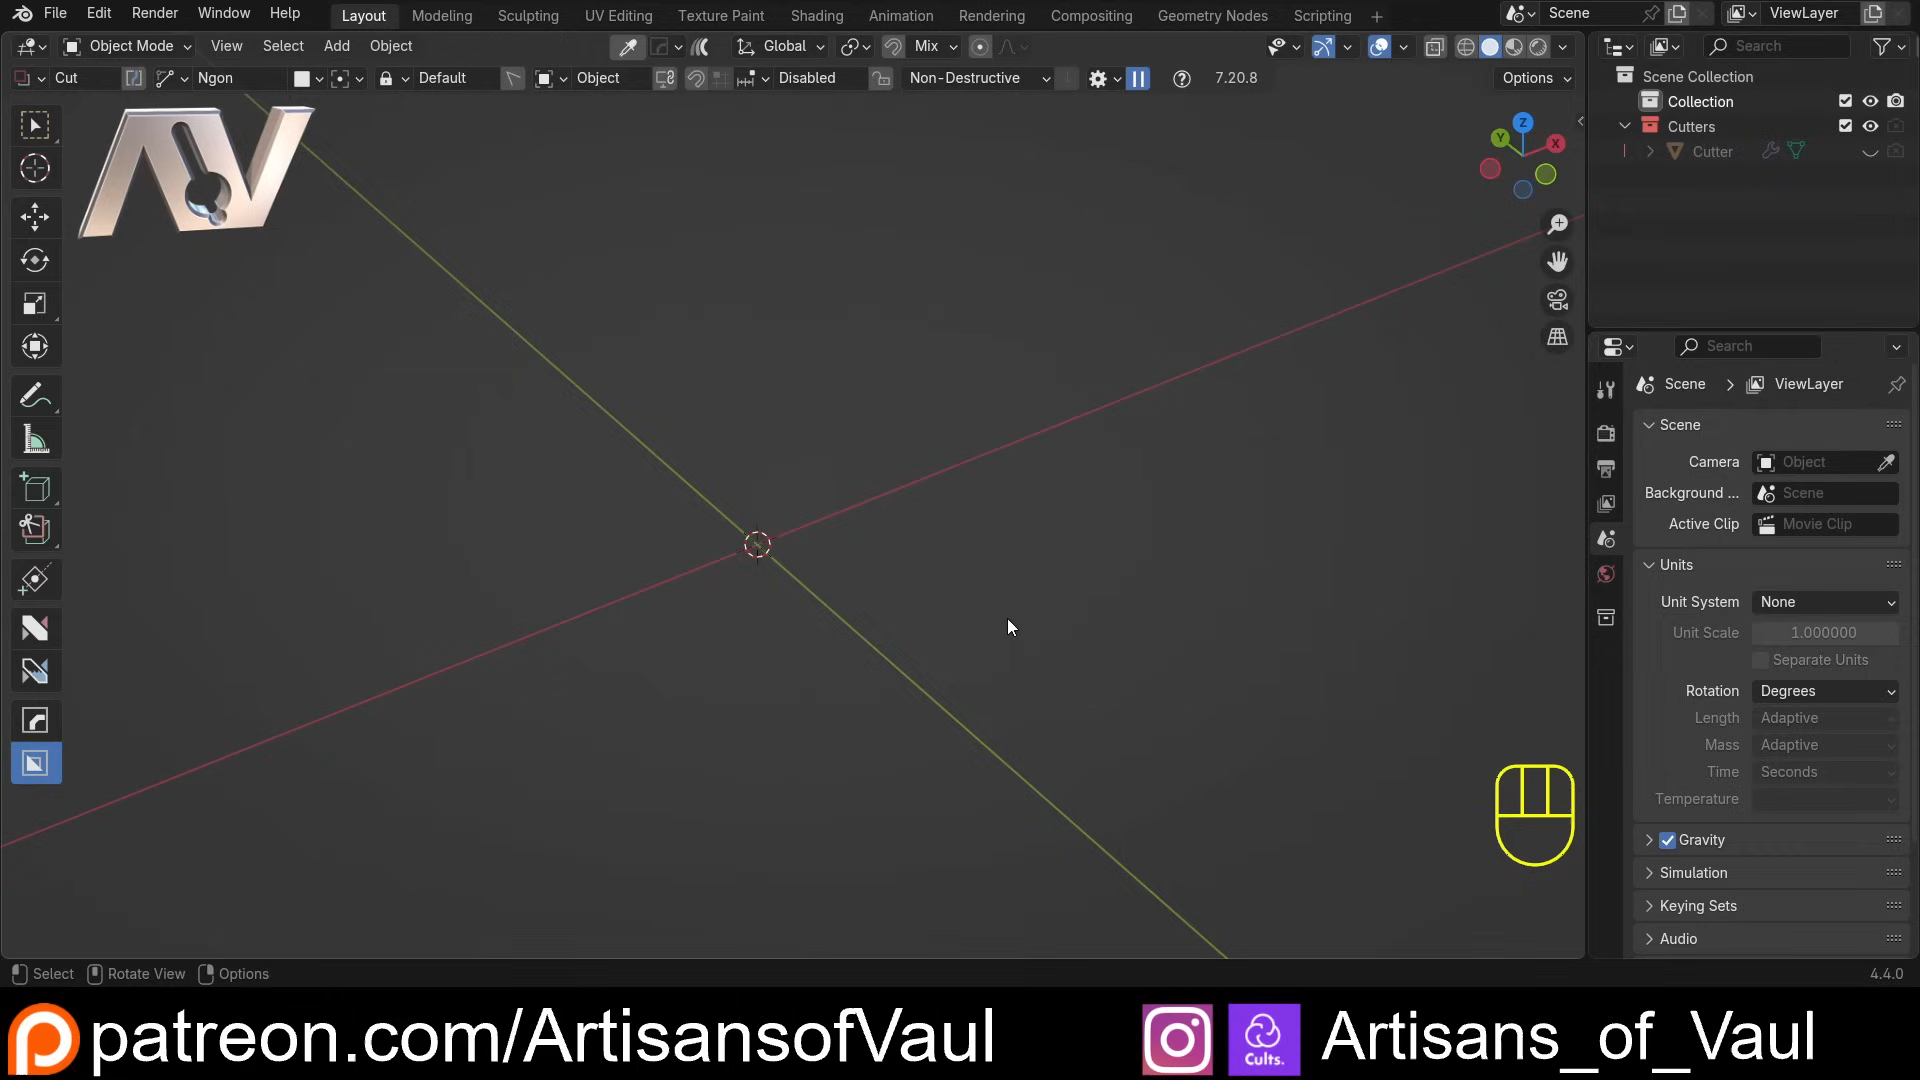 File Edit Render Window Help Layout Modeling Sculpting UV Editing Texture Paint Shading Animation Rendering Compositing Geometry Nodes Scripting + Scene ViewLayer
Object Mode View Select Add Object Global Mix Search
Cut Ngon Default Object Disabled Non-Destructive 7.20.8 Options
Scene Collection
Collection
Cutters
Cutter
AV
Z
Y
X
Search
Scene > ViewLayer
Scene
Camera Object
Background ... Scene
Active Clip Movie Clip
Units
Unit System None
Unit Scale 1.000000
Separate Units
Rotation Degrees
Length Adaptive
Mass Adaptive
Time Seconds
Temperature
Gravity
Simulation
Keying Sets
Audio
Select Rotate View Options 4.4.0
patreon.com/ArtisansofVaul Cults. Artisans_of_Vaul